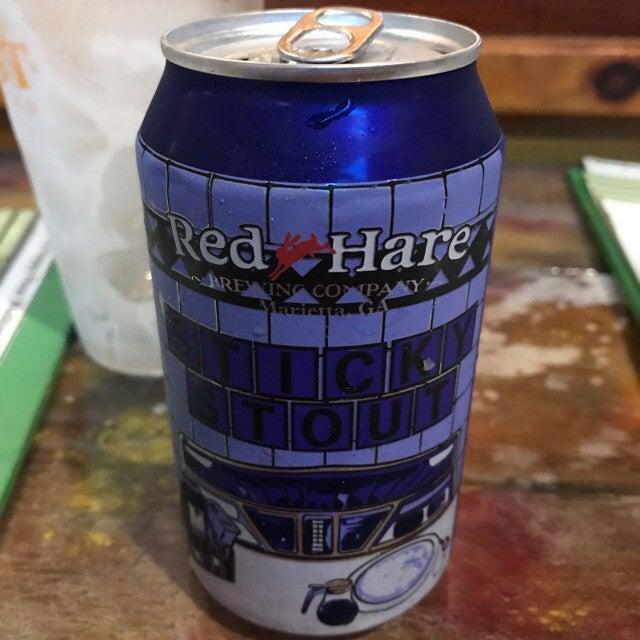 Red Hare
BREWING COMPANY
Marietta, GA
STICKY
STOUT